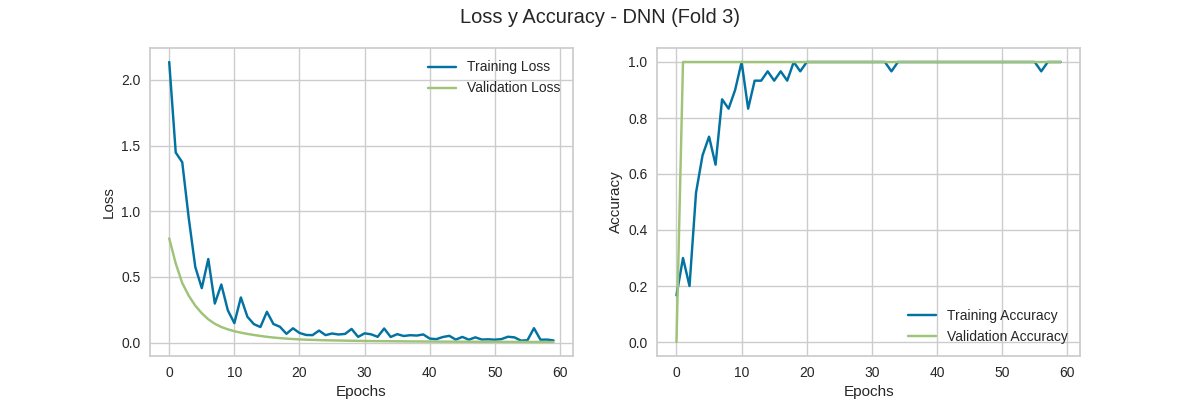 Loss y Accuracy - DNN (Fold 3)
Loss
2.0
1.5
1.0
0.5
0.0
0 10 20 30 40 50 60
Epochs
Training Loss
Validation Loss
Accuracy
1.0
0.8
0.6
0.4
0.2
0.0
0 10 20 30 40 50 60
Epochs
Training Accuracy
Validation Accuracy